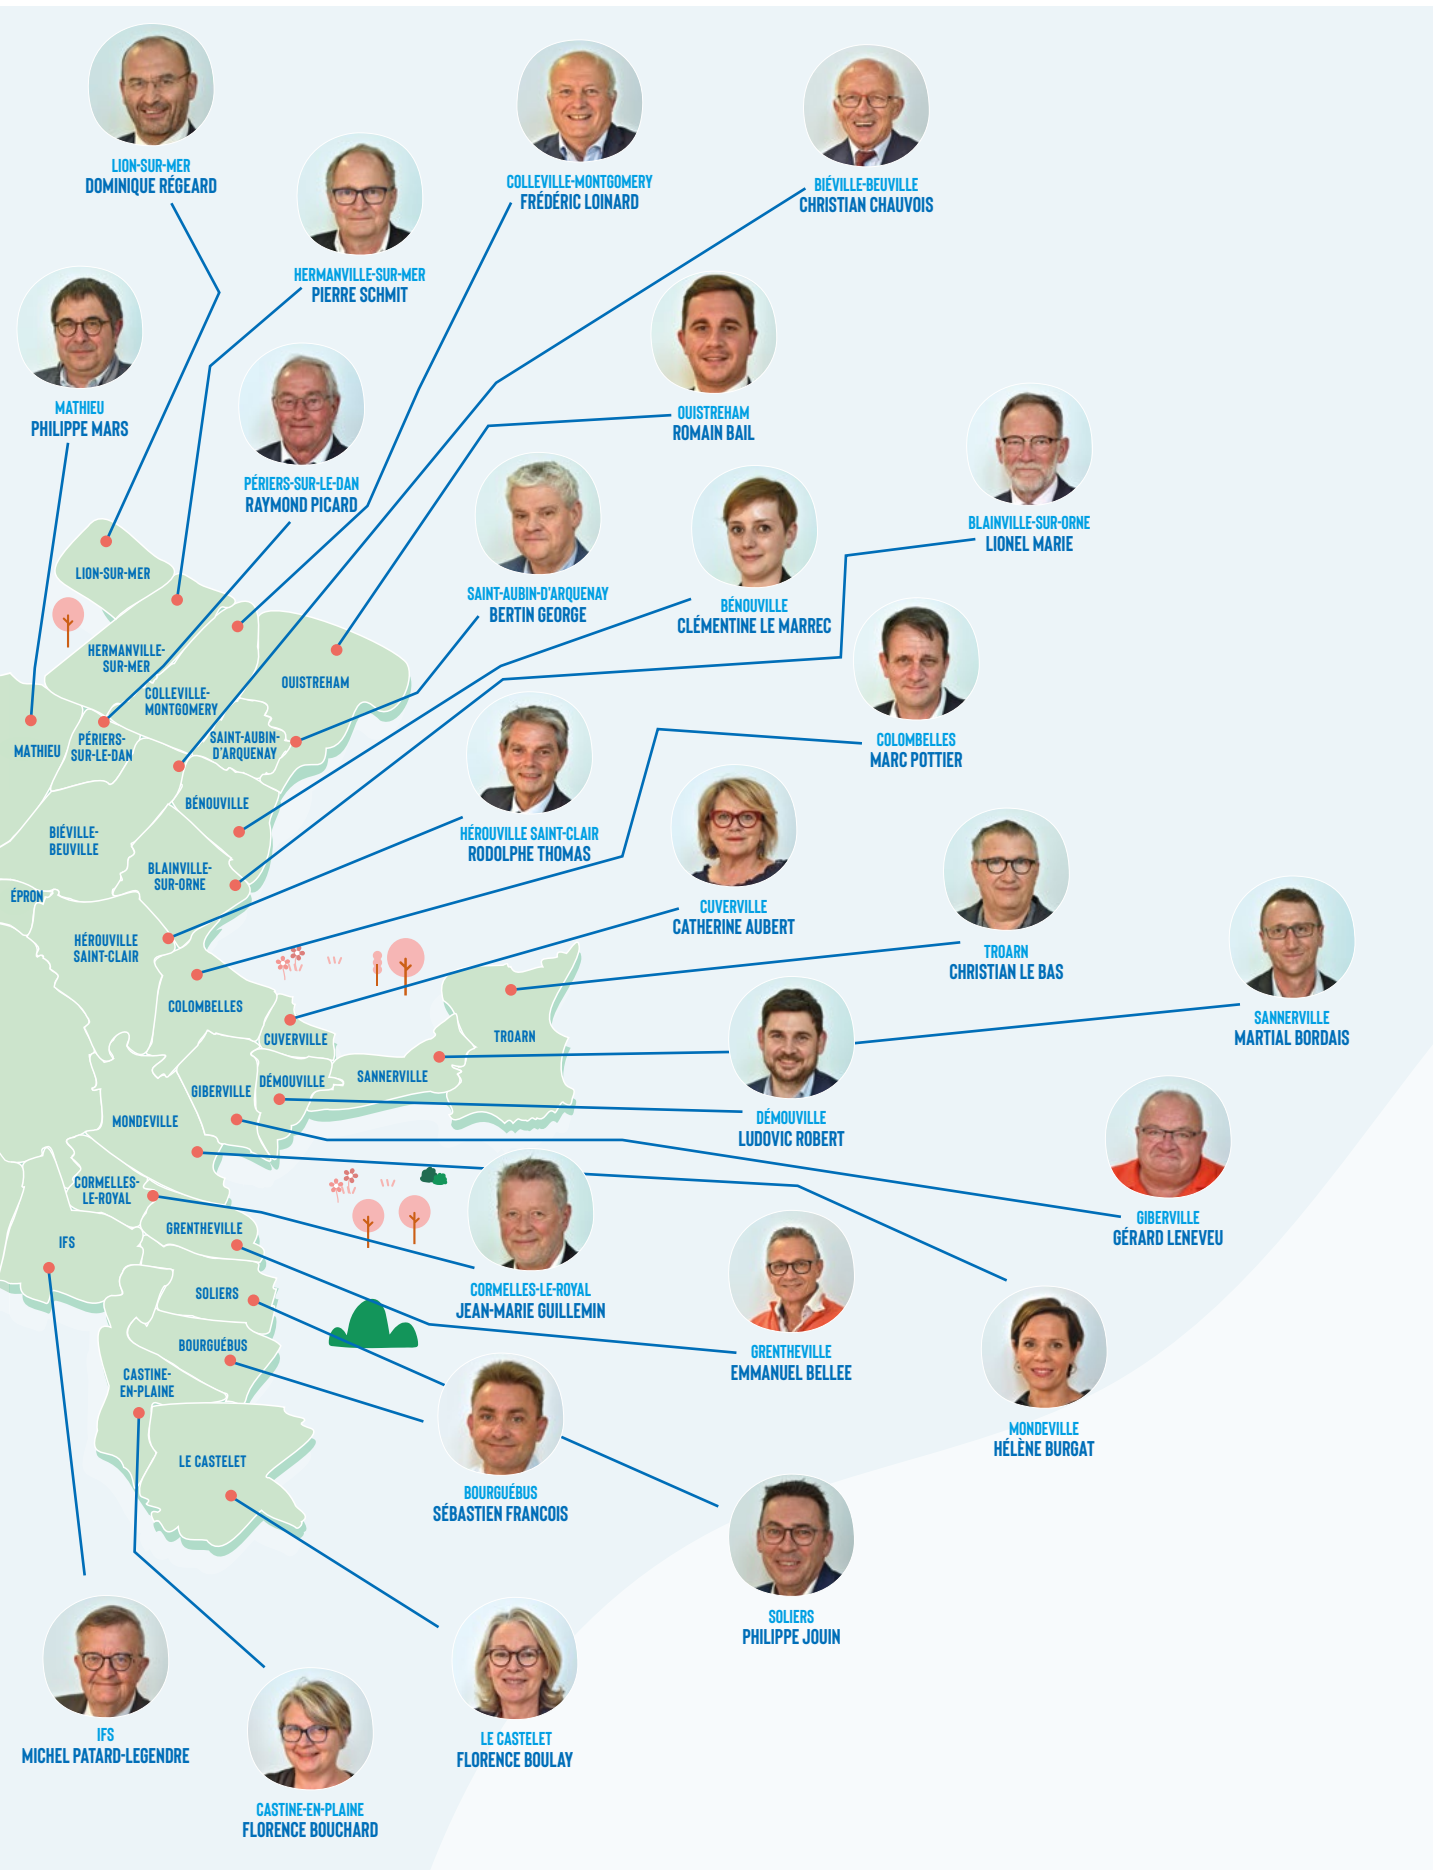 LION-SUR-MER
DOMINIQUE RÉGEARD
COLLEVILLE-MONTGOMERY
FRÉDÉRIC LOINARD
BIÉVILLE-BEUVILLE
CHRISTIAN CHAUVOIS
HERMANVILLE-SUR-MER
PIERRE SCHMIT
MATHIEU
PHILIPPE MARS
OUISTREHAM
ROMAIN BAIL
PÉRIERS-SUR-LE-DAN
RAYMOND PICARD
BLAINVILLE-SUR-ORNE
LIONEL MARIE
SAINT-AUBIN-D'ARQUENAY
BERTIN GEORGE
BÉNOUVILLE
CLÉMENTINE LE MARREC
COLOMBELLES
MARC POTTIER
HÉROUVILLE SAINT-CLAIR
RODOLPHE THOMAS
CUVERVILLE
CATHERINE AUBERT
TROARN
CHRISTIAN LE BAS
SANNERVILLE
MARTIAL BORDAIS
DÉMOUVILLE
LUDOVIC ROBERT
GIBERVILLE
GÉRARD LENEVEU
CORMELLES-LE-ROYAL
JEAN-MARIE GUILLEMIN
GRENTHEVILLE
EMMANUEL BELLEE
MONDEVILLE
HÉLÈNE BURGAT
BOURGUÉBUS
SÉBASTIEN FRANCOIS
SOLIERS
PHILIPPE JOUIN
IFS
MICHEL PATARD-LEGENDRE
LE CASTELET
FLORENCE BOULAY
CASTINE-EN-PLAINE
FLORENCE BOUCHARD
LION-SUR-MER
HERMANVILLE-
SUR-MER
COLLEVILLE-
MONTGOMERY
OUISTREHAM
MATHIEU
PÉRIERS-
SUR-LE-DAN
SAINT-AUBIN-
D'ARQUENAY
BÉNOUVILLE
BIÉVILLE-
BEUVILLE
BLAINVILLE-
SUR-ORNE
ÉPRON
HÉROUVILLE
SAINT-CLAIR
COLOMBELLES
CUVERVILLE
TROARN
SANNERVILLE
DÉMOUVILLE
GIBERVILLE
MONDEVILLE
CORMELLES-
LE-ROYAL
GRENTHEVILLE
IFS
SOLIERS
BOURGUÉBUS
CASTINE-
EN-PLAINE
LE CASTELET